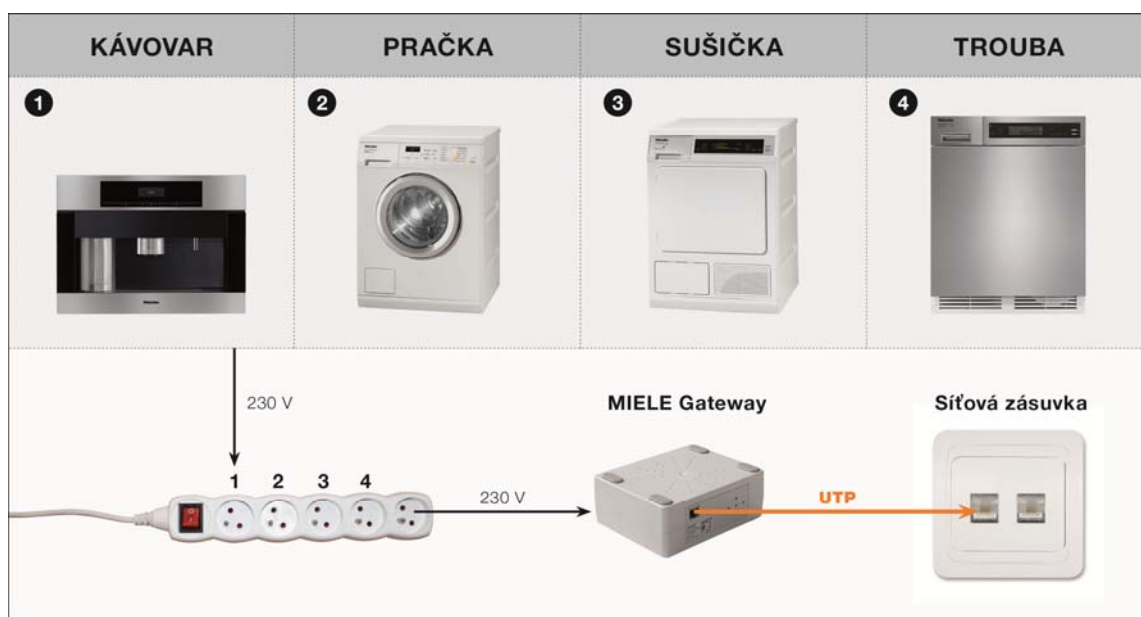 KÁVOVAR
PRAČKA
SUŠIČKA
TROUBA
1
2
3
4
230 V
MIELE Gateway
Síťová zásuvka
1 2 3 4
230 V
UTP